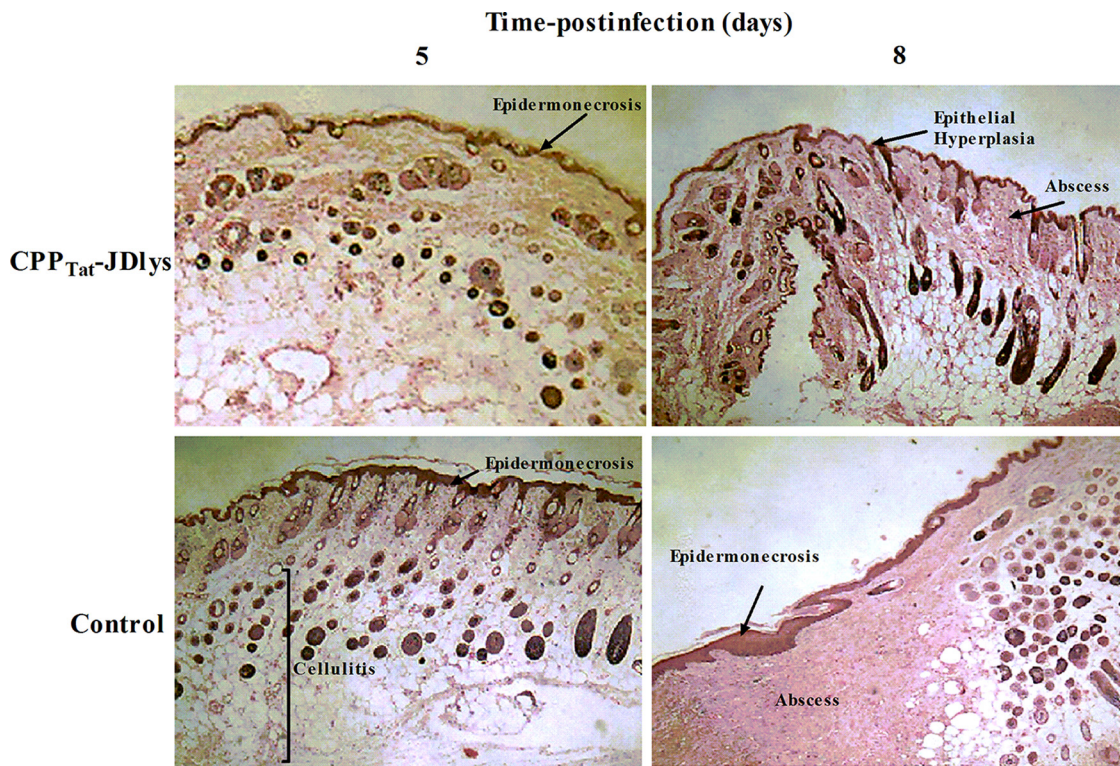 Time-postinfection (days)
5
8
Epidermonecrosis
Epithelial
Hyperplasia
Abscess
CPPTat-JDlys
Epidermonecrosis
Cellulitis
Control
Epidermonecrosis
Abscess